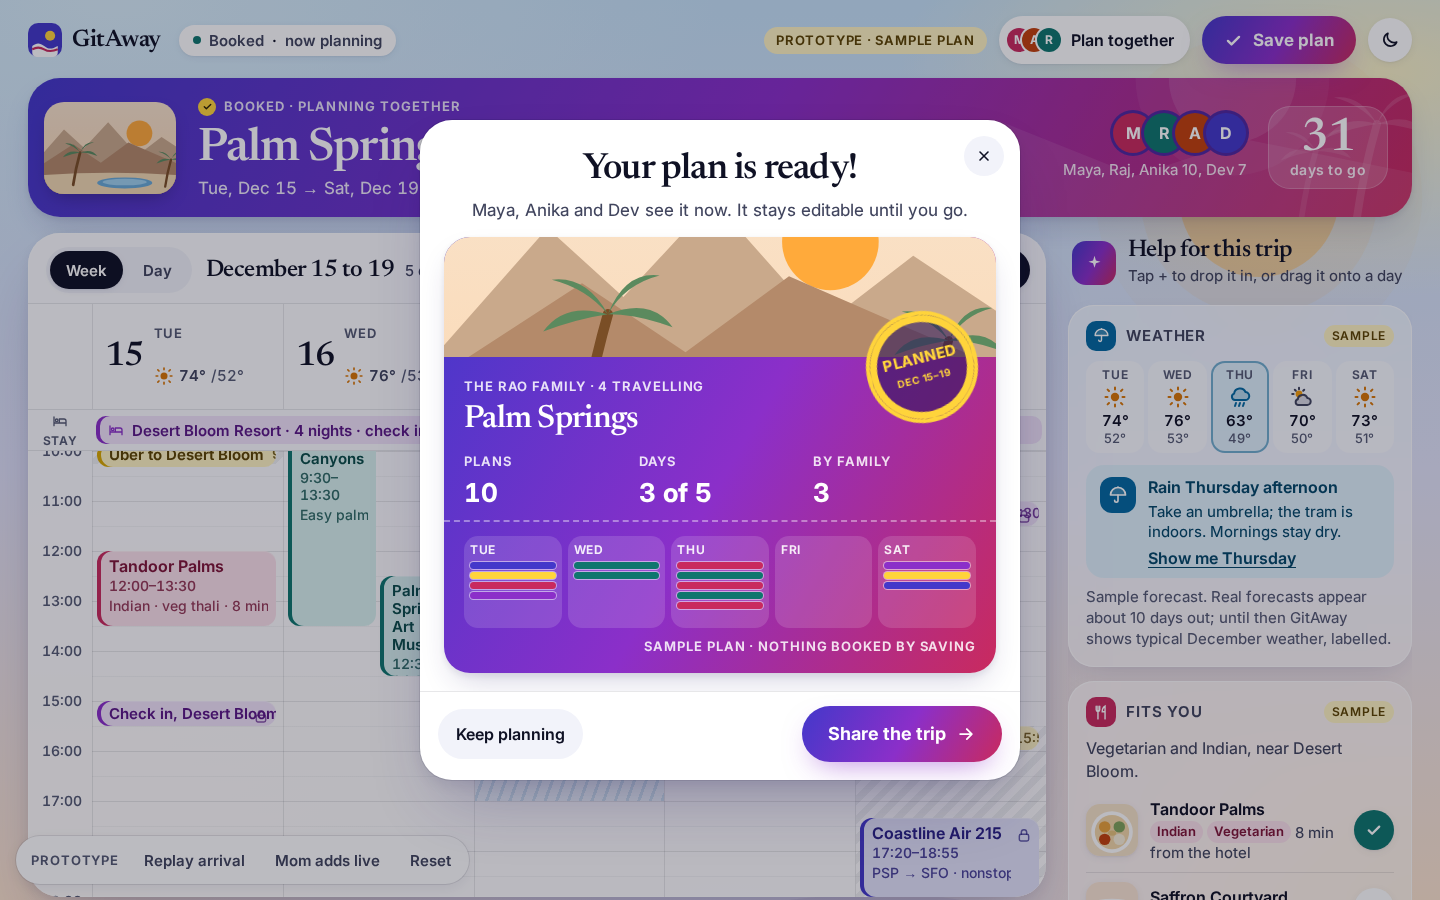 GitAway
Booked · now planning
PROTOTYPE · SAMPLE PLAN
M A R
Plan together
Save plan
BOOKED · PLANNING TOGETHER
Palm Spring
Tue, Dec 15 → Sat, Dec 19
M R A D
Maya, Raj, Anika 10, Dev 7
31
days to go
Your plan is ready!
Maya, Anika and Dev see it now. It stays editable until you go.
THE RAO FAMILY · 4 TRAVELLING
Palm Springs
PLANNED
DEC 15–19
PLANS
DAYS
BY FAMILY
10
3 of 5
3
TUE
WED
THU
FRI
SAT
SAMPLE PLAN · NOTHING BOOKED BY SAVING
Keep planning
Share the trip
Week
Day
December 15 to 19
15
TUE
74° /52°
16
WED
76° /53
STAY
Desert Bloom Resort · 4 nights · check i
10:00
Uber to Desert Bloom
Canyons
9:30–
13:30
Easy palm
11:00
12:00
Tandoor Palms
12:00–13:30
Indian · veg thali · 8 min
13:00
Art
14:00
15:00
Check in, Desert Bloom
16:00
17:00
Coastline Air 215
17:20–18:55
PSP → SFO · nonstop
PROTOTYPE
Replay arrival
Mom adds live
Reset
Help for this trip
Tap + to drop it in, or drag it onto a day
WEATHER
SAMPLE
TUE
WED
THU
FRI
SAT
74°
76°
63°
70°
73°
52°
53°
49°
50°
51°
Rain Thursday afternoon
Take an umbrella; the tram is
indoors. Mornings stay dry.
Show me Thursday
Sample forecast. Real forecasts appear
about 10 days out; until then GitAway
shows typical December weather, labelled.
FITS YOU
SAMPLE
Vegetarian and Indian, near Desert
Bloom.
Tandoor Palms
Indian
Vegetarian
8 min
from the hotel
Saffron Courtyard